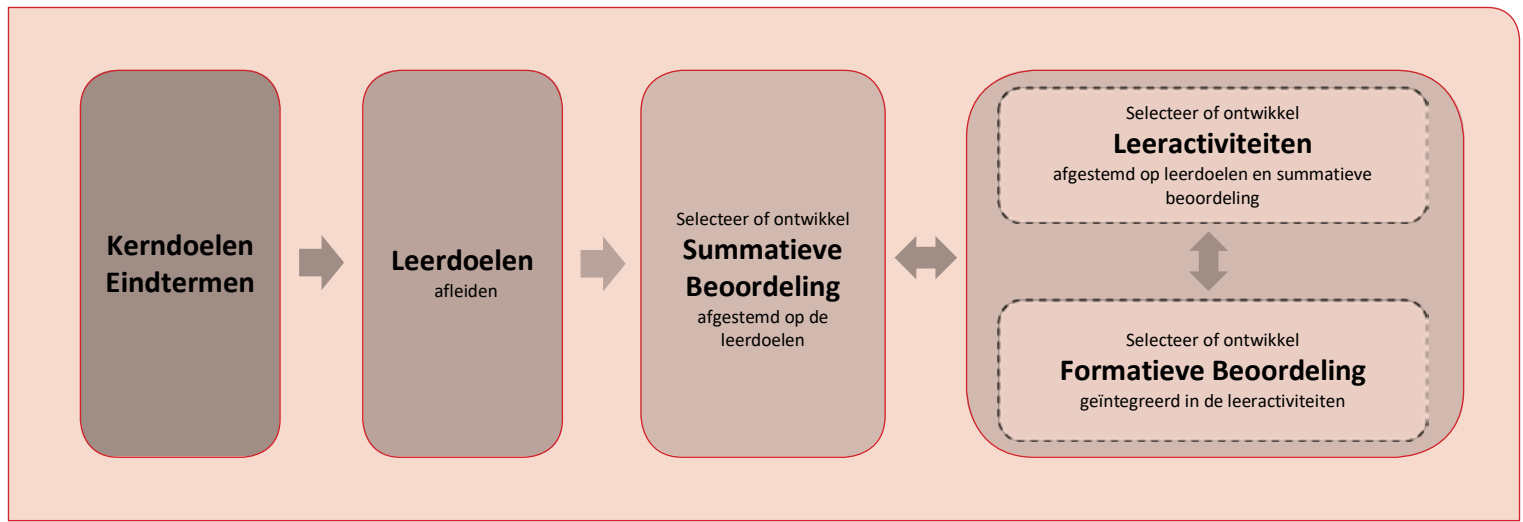 Kerndoelen
Eindtermen
Leerdoelen
afleiden
Selecteer of ontwikkel
Summatieve
Beoordeling
afgestemd op de
leerdoelen
Selecteer of ontwikkel
Leeractiviteiten
afgestemd op leerdoelen en summatieve
beoordeling
Selecteer of ontwikkel
Formatieve Beoordeling
geïntegreerd in de leeractiviteiten